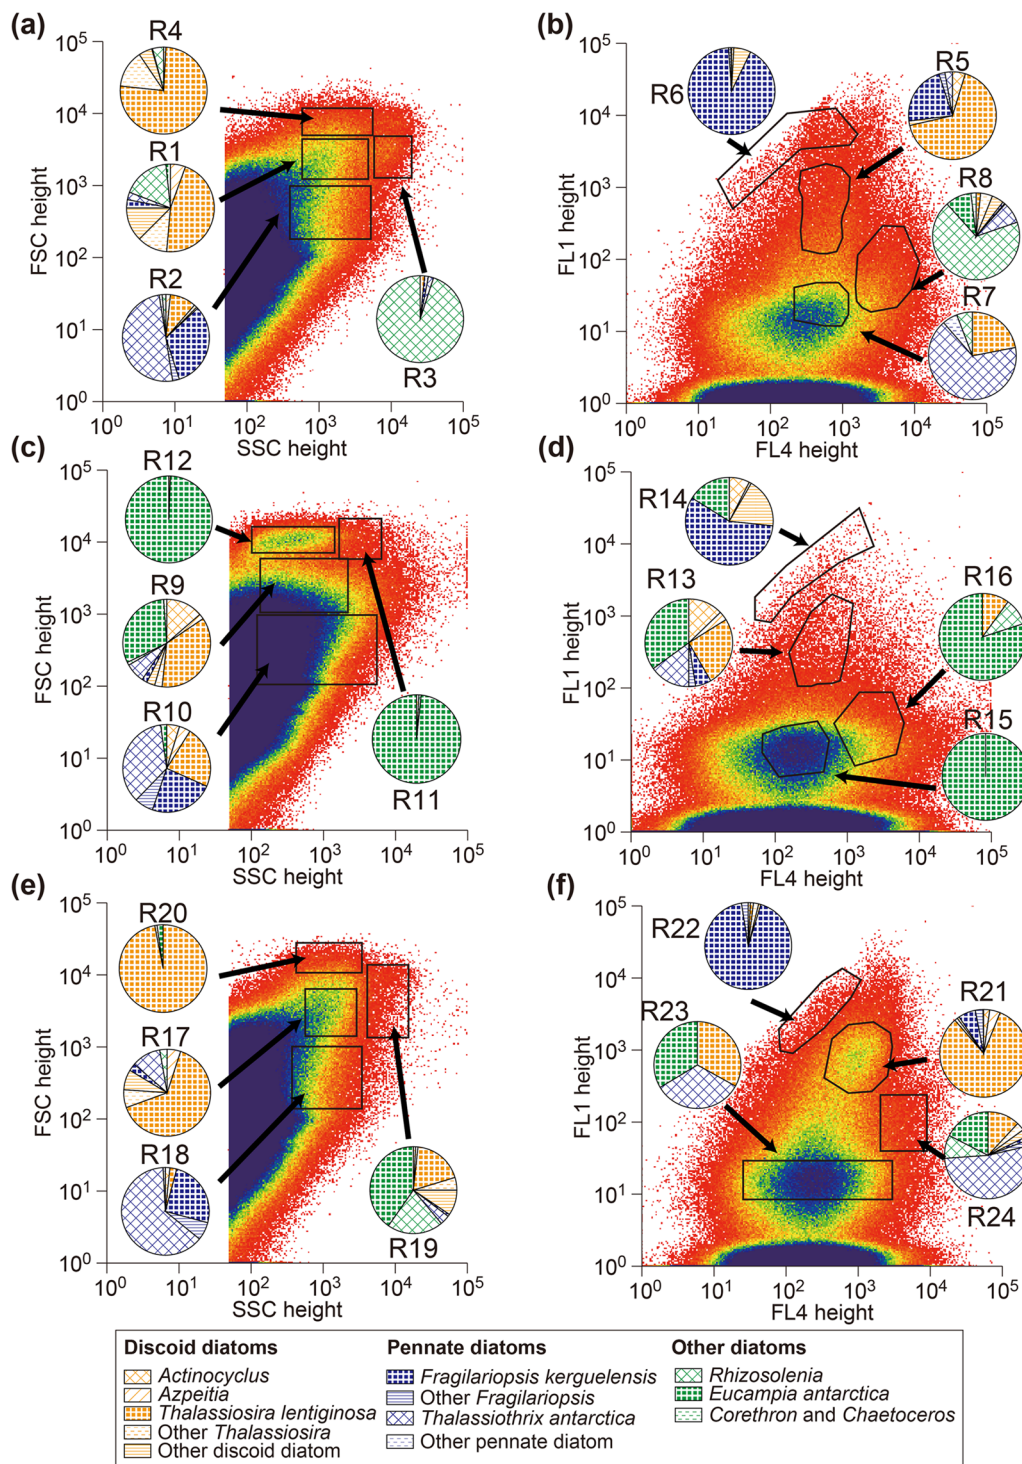 (a)
R4
R1
R2
R3
10⁵
10⁴
10³
10²
10¹
10⁰
FSC height
10⁰ 10¹ 10² 10³ 10⁴ 10⁵
SSC height
(b)
R6
R5
R8
R7
10⁵
10⁴
10³
10²
10¹
10⁰
FL1 height
10⁰ 10¹ 10² 10³ 10⁴ 10⁵
FL4 height
(c)
R12
R9
R10
R11
10⁵
10⁴
10³
10²
10¹
10⁰
FSC height
10⁰ 10¹ 10² 10³ 10⁴ 10⁵
SSC height
(d)
R14
R13
R16
R15
10⁵
10⁴
10³
10²
10¹
10⁰
FL1 height
10⁰ 10¹ 10² 10³ 10⁴ 10⁵
FL4 height
(e)
R20
R17
R18
R19
10⁵
10⁴
10³
10²
10¹
10⁰
FSC height
10⁰ 10¹ 10² 10³ 10⁴ 10⁵
SSC height
(f)
R22
R23
R21
R24
10⁵
10⁴
10³
10²
10¹
10⁰
FL1 height
10⁰ 10¹ 10² 10³ 10⁴ 10⁵
FL4 height
Discoid diatoms
Actinocyclus
Azpeitia
Thalassiosira lentiginosa
Other Thalassiosira
Other discoid diatom
Pennate diatoms
Fragilariopsis kerguelensis
Other Fragilariopsis
Thalassiothrix antarctica
Other pennate diatom
Other diatoms
Rhizosolenia
Eucampia antarctica
Corethron and Chaetoceros